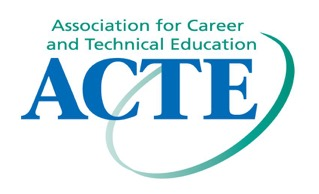 Association for Career
and Technical Education
ACTE